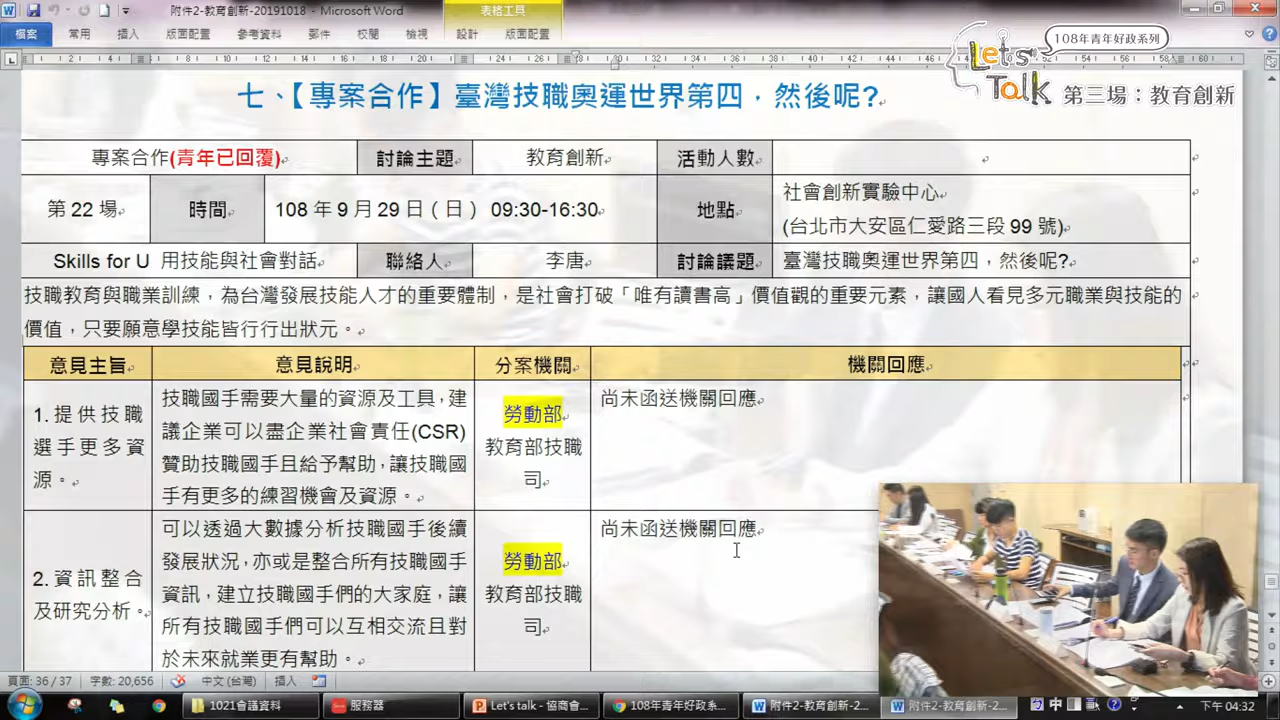 附件2-教育創新-20191018 - Microsoft Word
表格工具
檔案 常用 插入 版面配置 參考資料 郵件 校閱 檢視 設計 版面配置
108年青年好政系列
Let's Talk
第三場：教育創新
七、【專案合作】臺灣技職奧運世界第四，然後呢?
專案合作(青年已回覆) 討論主題 教育創新 活動人數
第 22 場 時間 108 年 9 月 29 日（日） 09:30-16:30 地點 社會創新實驗中心
(台北市大安區仁愛路三段 99 號)
Skills for U 用技能與社會對話 聯絡人 李唐 討論議題 臺灣技職奧運世界第四，然後呢?
技職教育與職業訓練，為台灣發展技能人才的重要體制，是社會打破「唯有讀書高」價值觀的重要元素，讓國人看見多元職業與技能的
價值，只要願意學技能皆行行出狀元。
意見主旨 意見說明 分案機關 機關回應
1. 提供技職
選手更多資
源。
技職國手需要大量的資源及工具，建
議企業可以盡企業社會責任(CSR)
贊助技職國手且給予幫助，讓技職國
手有更多的練習機會及資源。
勞動部
教育部技職
司
尚未函送機關回應
2. 資訊整合
及研究分析。
可以透過大數據分析技職國手後續
發展狀況，亦或是整合所有技職國手
資訊，建立技職國手們的大家庭，讓
所有技職國手們可以互相交流且對
於未來就業更有幫助。
勞動部
教育部技職
司
尚未函送機關回應
頁面: 36 / 37 字數: 20,656 中文 (台灣) 插入
1021會議資料 服務器 Let's talk - 協商會... 108年青年好政系... 附件2-教育創新-2... 附件2-教育創新-2... 下午 04:32